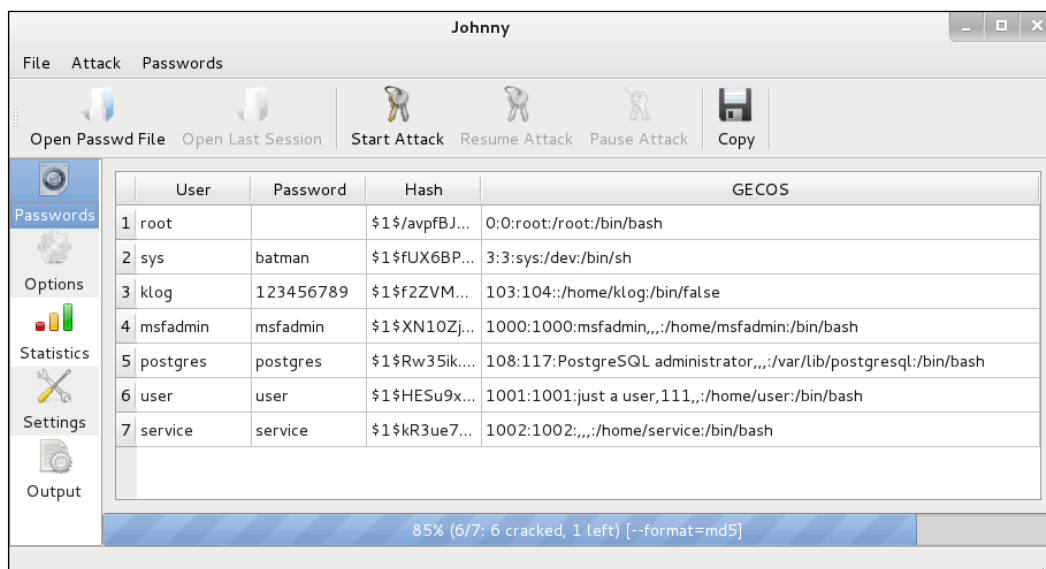 Johnny
File Attack Passwords
Open Passwd File Open Last Session Start Attack Resume Attack Pause Attack Copy
Passwords
Options
Statistics
Settings
Output
User Password Hash GECOS
1 root $1$/avpfBJ... 0:0:root:/root:/bin/bash
2 sys batman $1$fUX6BP... 3:3:sys:/dev:/bin/sh
3 klog 123456789 $1$f2ZVM... 103:104::/home/klog:/bin/false
4 msfadmin msfadmin $1$XN10Zj... 1000:1000:msfadmin,,,:/home/msfadmin:/bin/bash
5 postgres postgres $1$Rw35ik.... 108:117:PostgreSQL administrator,,,:/var/lib/postgresql:/bin/bash
6 user user $1$HESu9x... 1001:1001:just a user,111,,:/home/user:/bin/bash
7 service service $1$kR3ue7... 1002:1002:,,,:/home/service:/bin/bash
85% (6/7: 6 cracked, 1 left) [--format=md5]